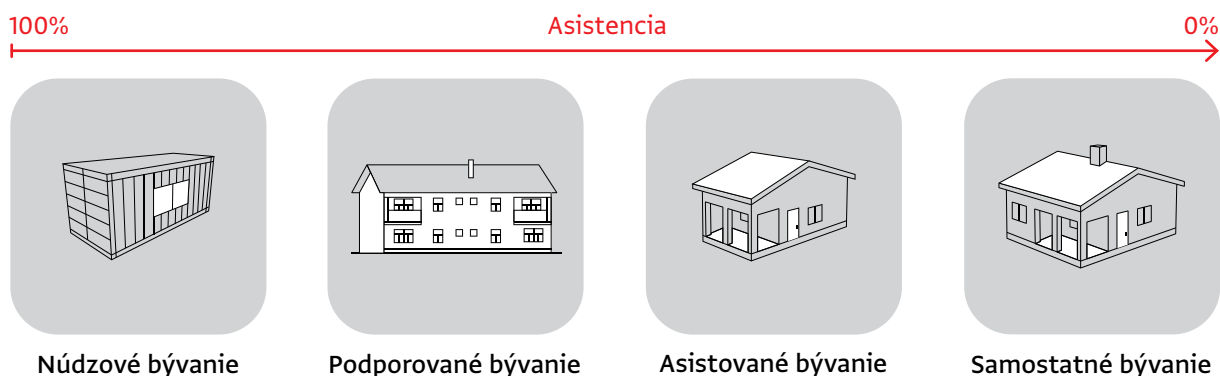 100% Asistencia 0%
Núdzové bývanie Podporované bývanie Asistované bývanie Samostatné bývanie